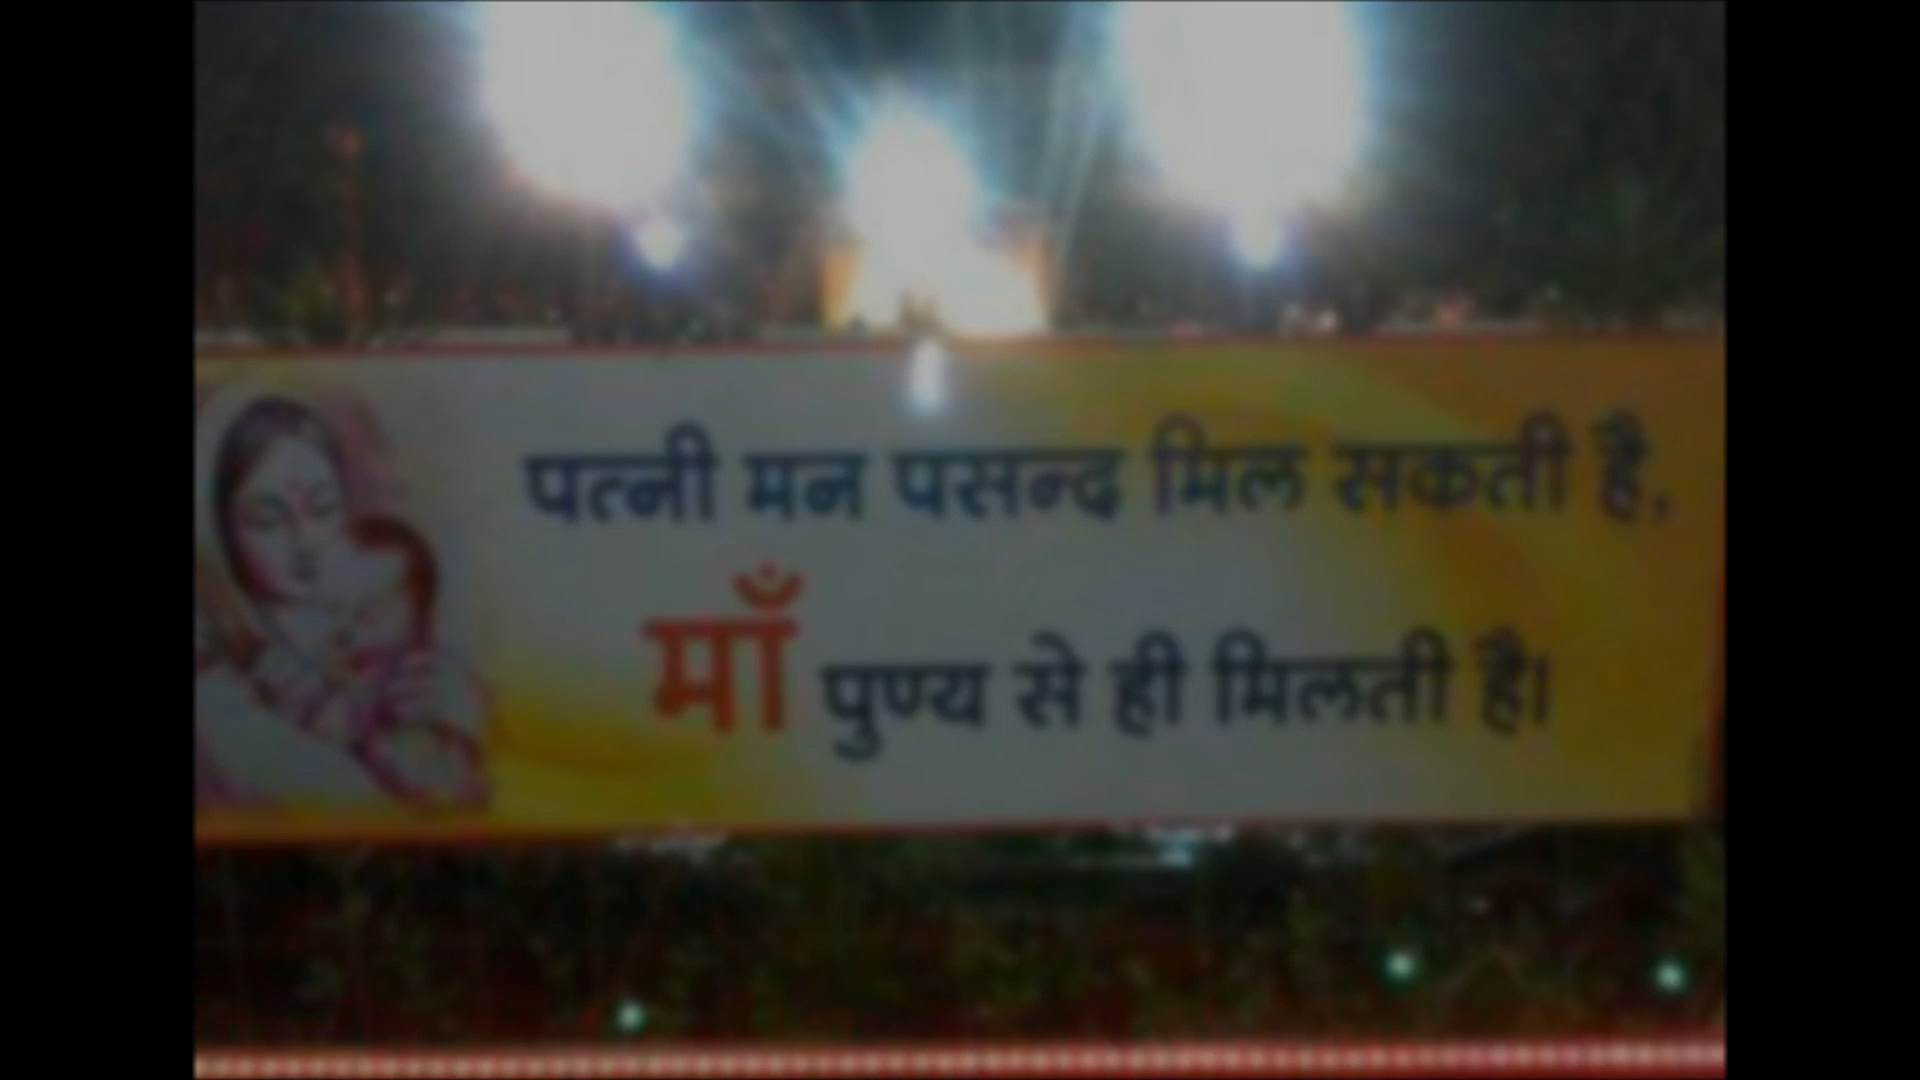 पत्नी मन पसन्द मिल सकती है,
माँ पुण्य से ही मिलती है।